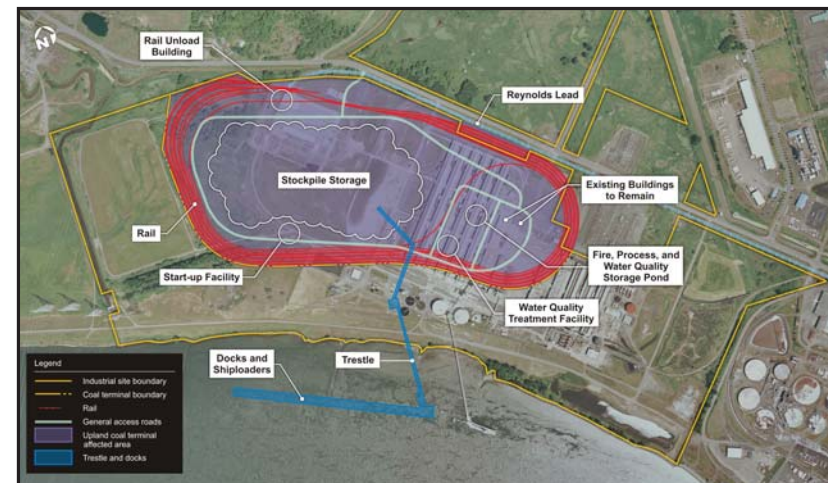 N
Rail Unload
Building
Reynolds Lead
Stockpile Storage
Existing Buildings
to Remain
Rail
Start-up Facility
Fire, Process, and
Water Quality
Storage Pond
Water Quality
Treatment Facility
Docks and
Shiploaders
Trestle
Legend
Industrial site boundary
Coal terminal boundary
Rail
General access roads
Upland coal terminal
affected area
Trestle and docks